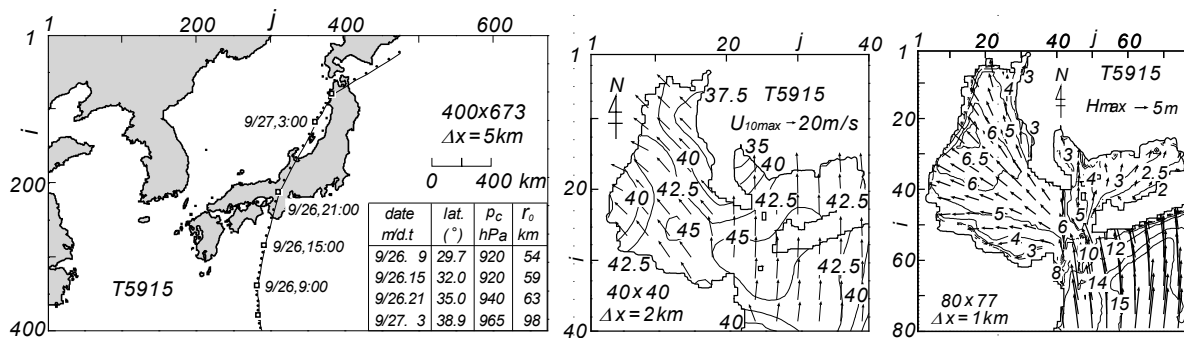 j
1 200 400 600
1
i
200
400
9/27,3:00
9/26,21:00
9/26,15:00
9/26,9:00
T5915
400x673
Δx = 5km
0 400 km
date lat. pc r₀
m/d.t (°) hPa km
9/26. 9 29.7 920 54
9/26.15 32.0 920 59
9/26.21 35.0 940 63
9/27. 3 38.9 965 98
1 20 j 40
1
20
i
40
N
T5915
U10max → 20m/s
37.5
35
40
40
42.5
42.5
40
45
45
42.5
42.5
40
40
40x40
Δx = 2km
1 20 40 j 60
1
20
40
i
60
80
N
T5915
Hmax → 5m
3
4
3
5
6
6.5
6
5
4
3
3
4
3
2.5
2
5
6
10
12
8
14
15
80x77
Δx = 1km